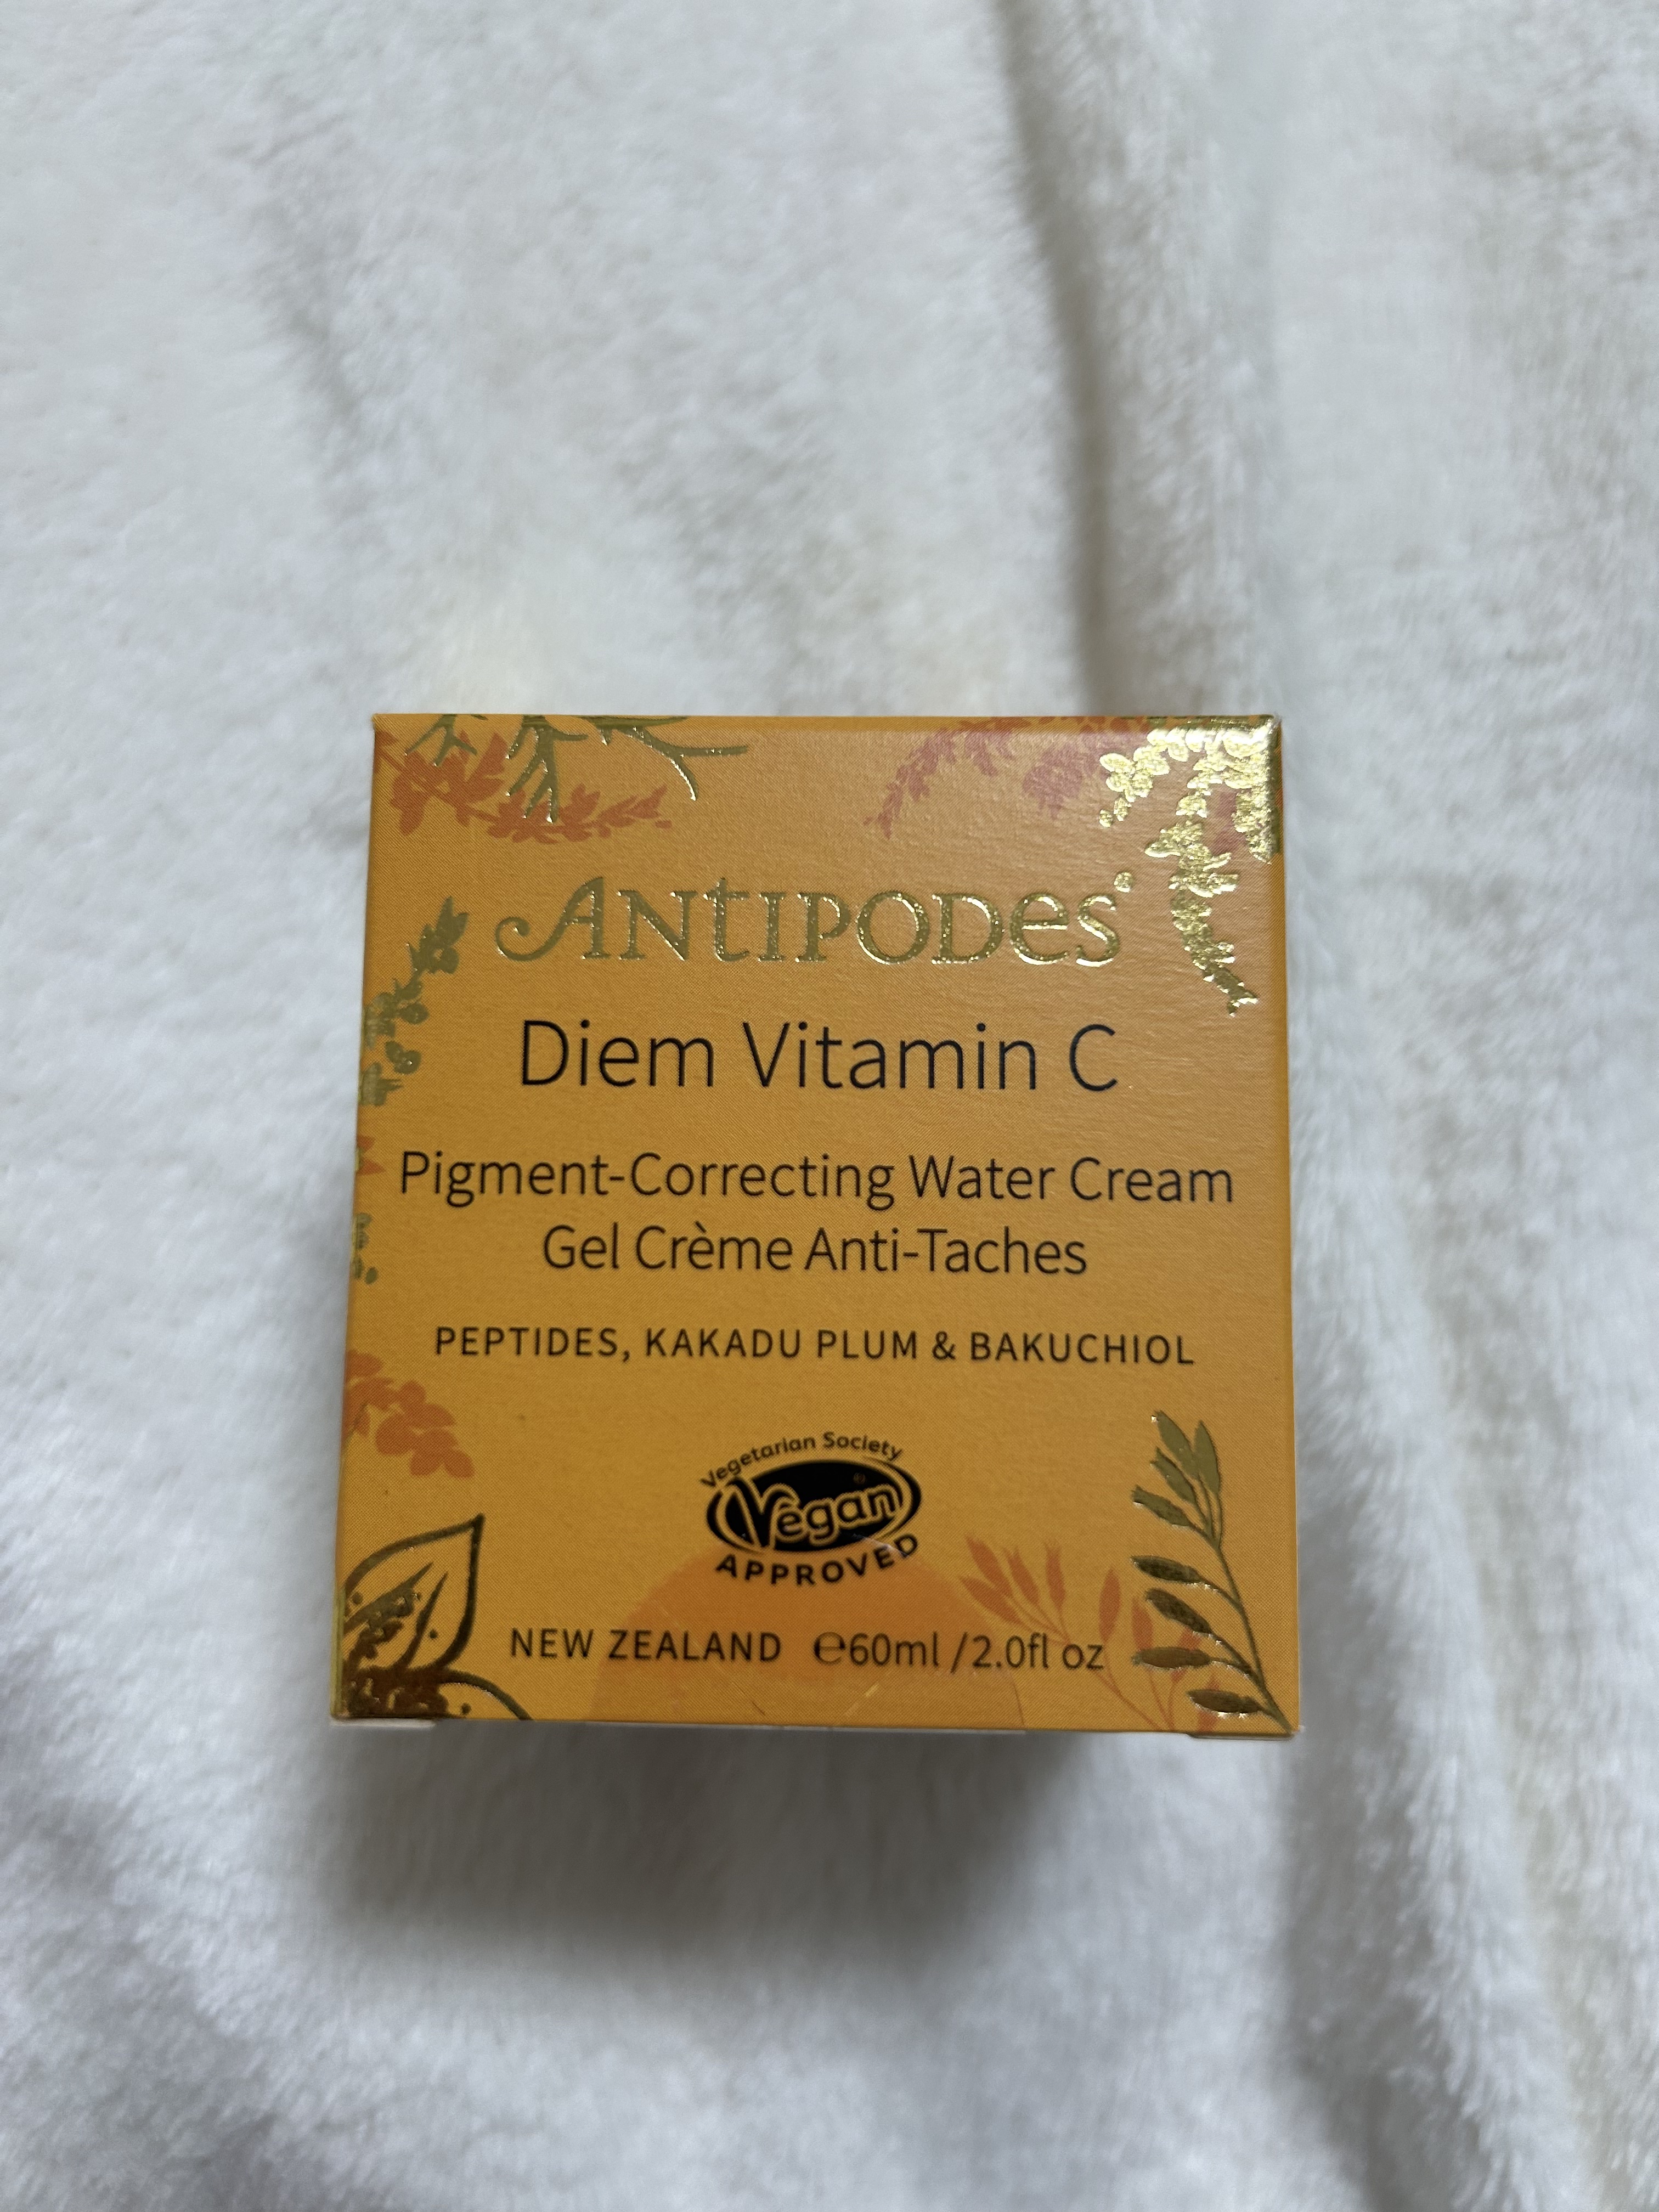 ANTIPODES®
Diem Vitamin C
Pigment-Correcting Water Cream
Gel Crème Anti-Taches
PEPTIDES, KAKADU PLUM & BAKUCHIOL
Vegetarian Society
Vegan®
APPROVED
NEW ZEALAND ℮60ml / 2.0fl oz